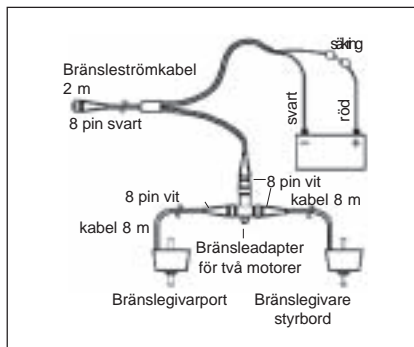 säkring
Bränsleströmkabel
2 m
svart
röd
8 pin svart
- +
8 pin vit
8 pin vit
kabel 8 m
kabel 8 m
Bränsleadapter
för två motorer
Bränslegivarport
Bränslegivare
styrbord